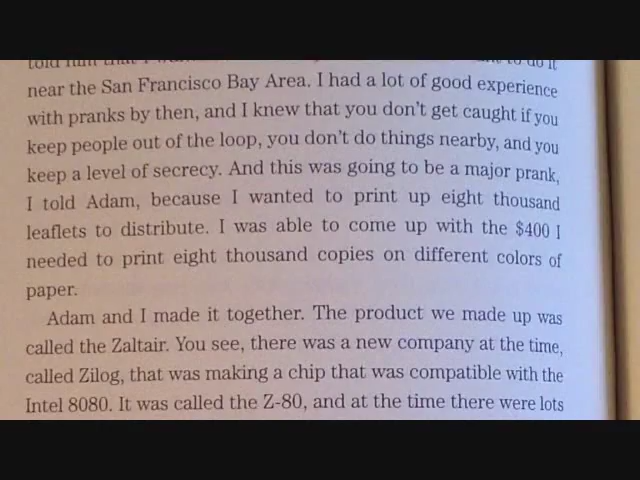 told him that I to do it
near the San Francisco Bay Area. I had a lot of good experience
with pranks by then, and I knew that you don't get caught if you
keep people out of the loop, you don't do things nearby, and you
keep a level of secrecy. And this was going to be a major prank,
I told Adam, because I wanted to print up eight thousand
leaflets to distribute. I was able to come up with the $400 I
needed to print eight thousand copies on different colors of
paper.
Adam and I made it together. The product we made up was
called the Zaltair. You see, there was a new company at the time,
called Zilog, that was making a chip that was compatible with the
Intel 8080. It was called the Z-80, and at the time there were lots